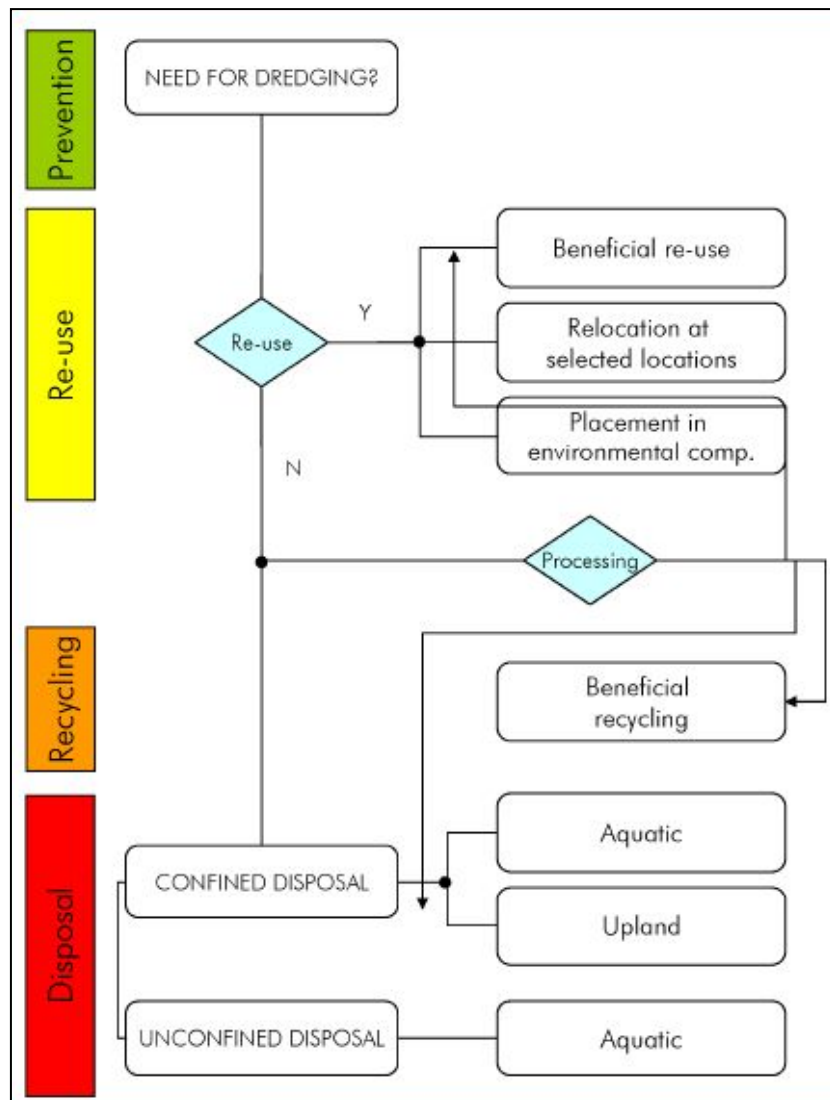 Prevention
NEED FOR DREDGING?
Re-use
Beneficial re-use
Y
Re-use
Relocation at
selected locations
Placement in
environmental comp.
N
Processing
Recycling
Beneficial
recycling
Disposal
Aquatic
CONFINED DISPOSAL
Upland
UNCONFINED DISPOSAL
Aquatic